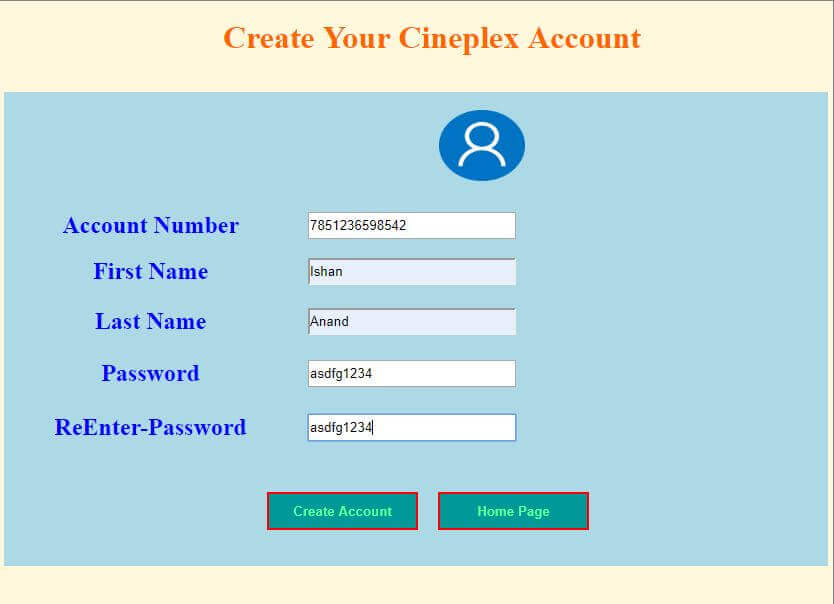 Create Your Cineplex Account
Account Number 7851236598542
First Name Ishan
Last Name Anand
Password asdfg1234
ReEnter-Password asdfg1234
Create Account Home Page